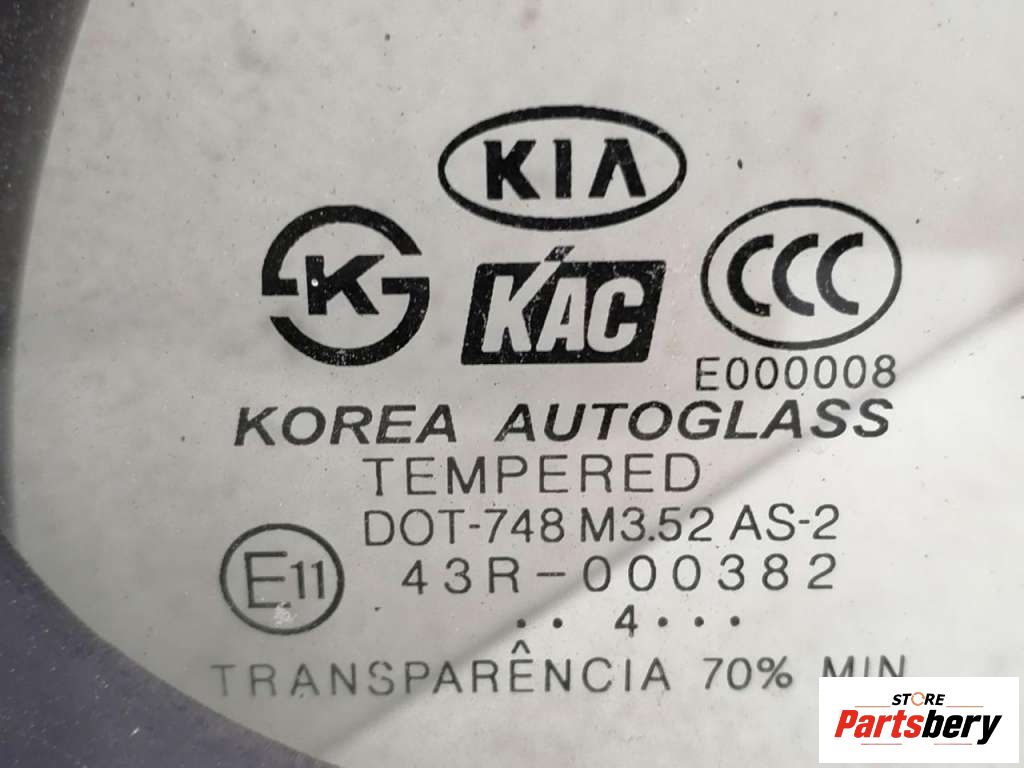 KIA
K
KAC
CCC
E000008
KOREA AUTOGLASS
TEMPERED
DOT-748 M3.52 AS-2
E11
43R-000382
•• 4•••
TRANSPARÊNCIA 70% MIN
STORE
Partsbery